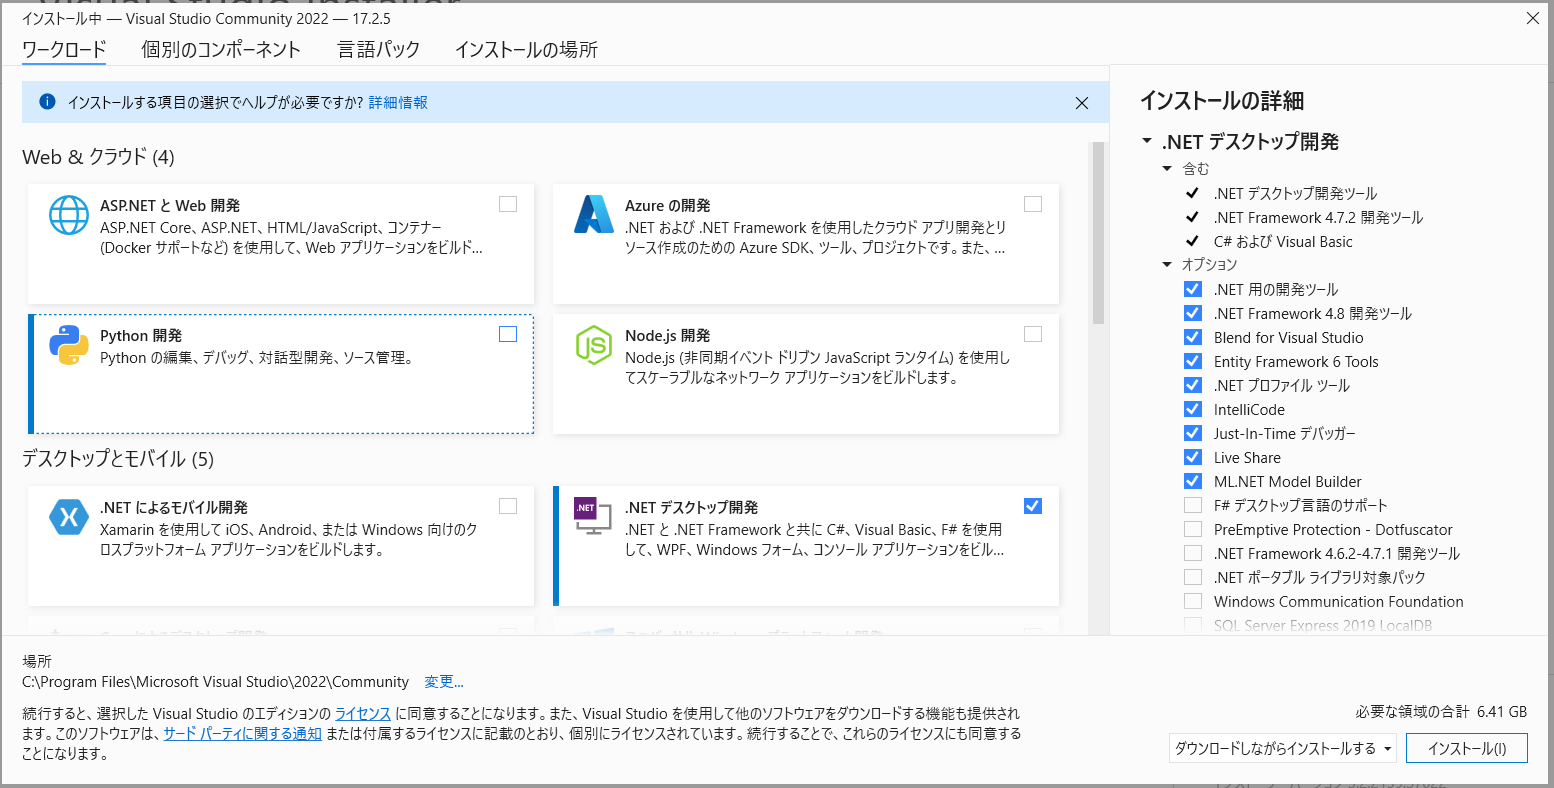 インストール中 — Visual Studio Community 2022 — 17.2.5
ワークロード 個別のコンポーネント 言語パック インストールの場所
インストールする項目の選択でヘルプが必要ですか? 詳細情報
Web & クラウド (4)
ASP.NET と Web 開発
ASP.NET Core、ASP.NET、HTML/JavaScript、コンテナー
(Docker サポートなど) を使用して、Web アプリケーションをビルド...
Azure の開発
.NET および .NET Framework を使用したクラウド アプリ開発とリ
ソース作成のための Azure SDK、ツール、プロジェクトです。また、...
Python 開発
Python の編集、デバッグ、対話型開発、ソース管理。
Node.js 開発
Node.js (非同期イベント ドリブン JavaScript ランタイム) を使用し
てスケーラブルなネットワーク アプリケーションをビルドします。
デスクトップとモバイル (5)
.NET によるモバイル開発
Xamarin を使用して iOS、Android、または Windows 向けのク
ロスプラットフォーム アプリケーションをビルドします。
.NET
.NET デスクトップ開発
.NET と .NET Framework と共に C#、Visual Basic、F# を使用
して、WPF、Windows フォーム、コンソール アプリケーションをビル...
インストールの詳細
.NET デスクトップ開発
含む
.NET デスクトップ開発ツール
.NET Framework 4.7.2 開発ツール
C# および Visual Basic
オプション
.NET 用の開発ツール
.NET Framework 4.8 開発ツール
Blend for Visual Studio
Entity Framework 6 Tools
.NET プロファイル ツール
IntelliCode
Just-In-Time デバッガー
Live Share
ML.NET Model Builder
F# デスクトップ言語のサポート
PreEmptive Protection - Dotfuscator
.NET Framework 4.6.2-4.7.1 開発ツール
.NET ポータブル ライブラリ対象パック
Windows Communication Foundation
SQL Server Express 2019 LocalDB
場所
C:\Program Files\Microsoft Visual Studio\2022\Community 変更...
続行すると、選択した Visual Studio のエディションの ライセンス に同意することになります。また、Visual Studio を使用して他のソフトウェアをダウンロードする機能も提供され
ます。このソフトウェアは、サード パーティに関する通知 または付属するライセンスに記載のとおり、個別にライセンスされています。続行することで、これらのライセンスにも同意する
ことになります。
必要な領域の合計 6.41 GB
ダウンロードしながらインストールする インストール(I)